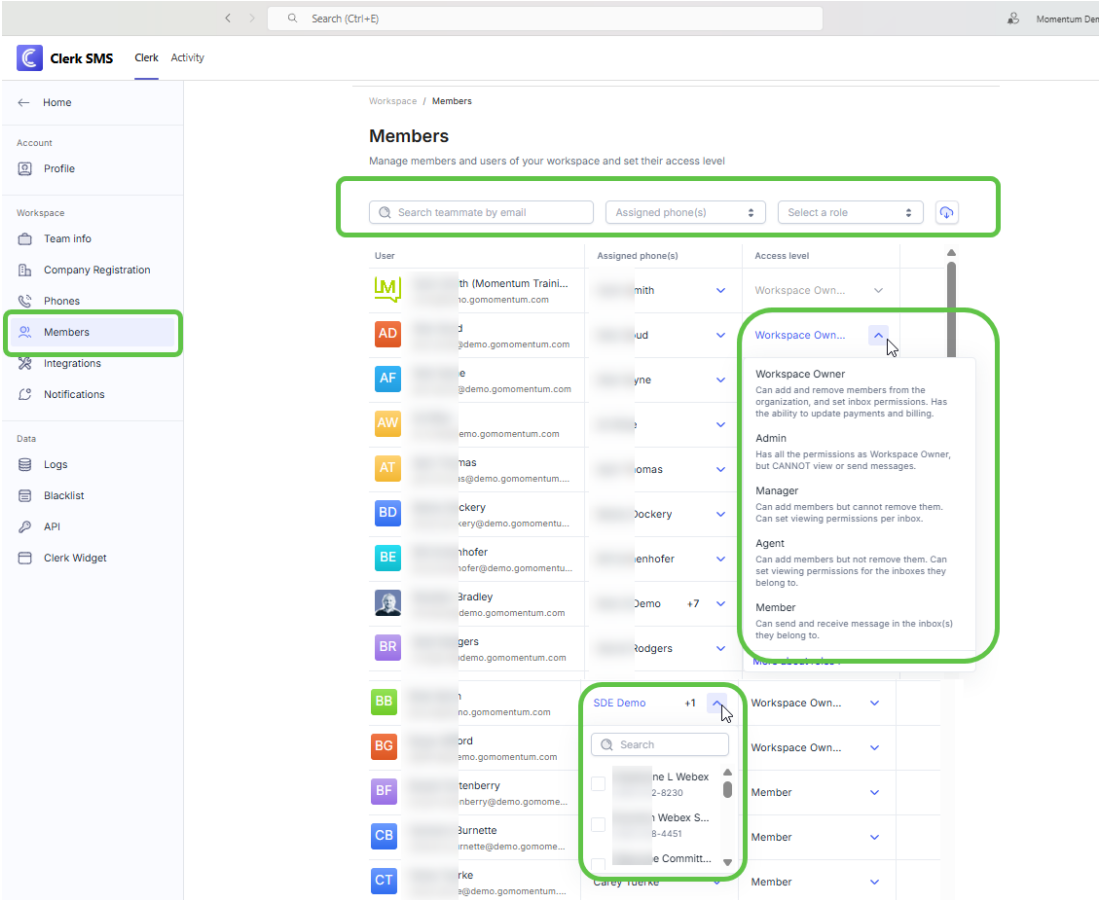 Search (Ctrl+E)
Momentum Den
Clerk SMS
Clerk
Activity
Home
Account
Profile
Workspace
Team info
Company Registration
Phones
Members
Integrations
Notifications
Data
Logs
Blacklist
API
Clerk Widget
Workspace / Members
Members
Manage members and users of your workspace and set their access level
Search teammate by email
Assigned phone(s)
Select a role
User
Assigned phone(s)
Access level
LM
th (Momentum Traini...
no.gomomentum.com
mith
Workspace Own...
AD
d
@demo.gomomentum.com
oud
Workspace Own...
AF
e
@demo.gomomentum.com
yne
AW
emo.gomomentum.com
e
AT
mas
as@demo.gomomentum....
omas
BD
ckery
kery@demo.gomomentu...
Dockery
BE
nhofer
hofer@demo.gomomentu...
enhofer
Bradley
demo.gomomentum.com
Demo +7
BR
gers
demo.gomomentum.com
Rodgers
Workspace Owner
Can add and remove members from the
organization, and set inbox permissions. Has
the ability to update payments and billing.
Admin
Has all the permissions as Workspace Owner,
but CANNOT view or send messages.
Manager
Can add members but cannot remove them.
Can set viewing permissions per inbox.
Agent
Can add members but not remove them. Can
set viewing permissions for the inboxes they
belong to.
Member
Can send and receive message in the inbox(s)
they belong to.
More about roles
BB
n
mo.gomomentum.com
SDE Demo +1
Workspace Own...
BG
ord
emo.gomomentum.com
Workspace Own...
BF
tenberry
nberry@demo.gomome...
Member
CB
Burnette
rnette@demo.gomome...
Member
CT
rke
e@demo.gomomentum....
Carey Tuerke
Member
Search
ne L Webex
2-8230
n Webex S...
8-4451
e Committ...